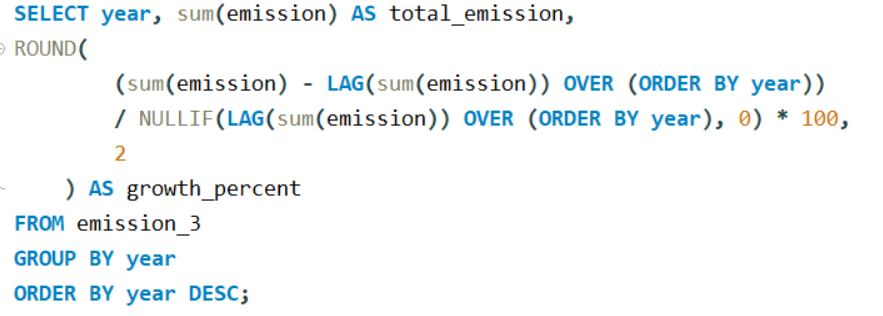 SELECT year, sum(emission) AS total_emission,
ROUND(
(sum(emission) - LAG(sum(emission)) OVER (ORDER BY year))
/ NULLIF(LAG(sum(emission)) OVER (ORDER BY year), 0) * 100,
2
) AS growth_percent
FROM emission_3
GROUP BY year
ORDER BY year DESC;